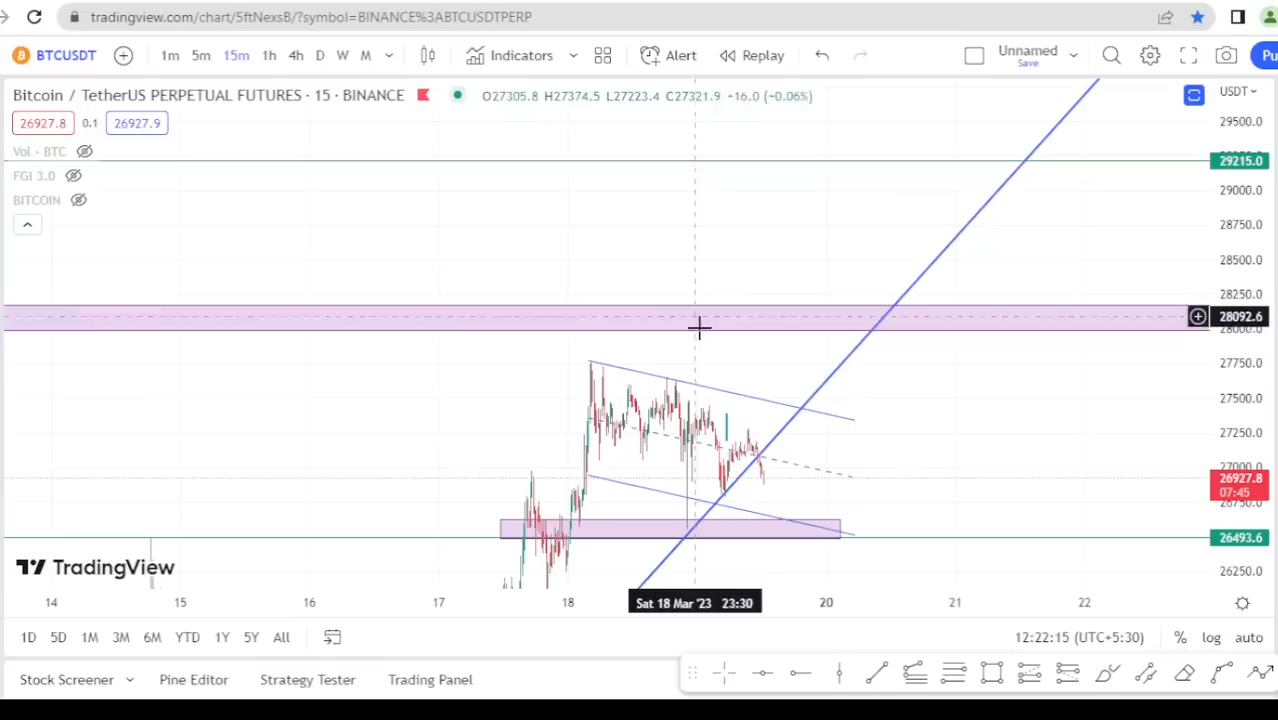 tradingview.com/chart/5ftNexsB/?symbol=BINANCE%3ABTCUSDTPERP
BTCUSDT 1m 5m 15m 1h 4h D W M Indicators Alert Replay Unnamed Save Pu
Bitcoin / TetherUS PERPETUAL FUTURES · 15 · BINANCE O27305.8 H27374.5 L27223.4 C27321.9 +16.0 (+0.06%) USDT
26927.8 0.1 26927.9
Vol · BTC
FGI 3.0
BITCOIN
29500.0
29215.0
29000.0
28750.0
28500.0
28250.0
28092.6
28000.0
27750.0
27500.0
27250.0
27000.0
26927.8
07:45
26750.0
26493.6
26250.0
TradingView
14 15 16 17 18 Sat 18 Mar '23 23:30 20 21 22
1D 5D 1M 3M 6M YTD 1Y 5Y All 12:22:15 (UTC+5:30) % log auto
Stock Screener Pine Editor Strategy Tester Trading Panel